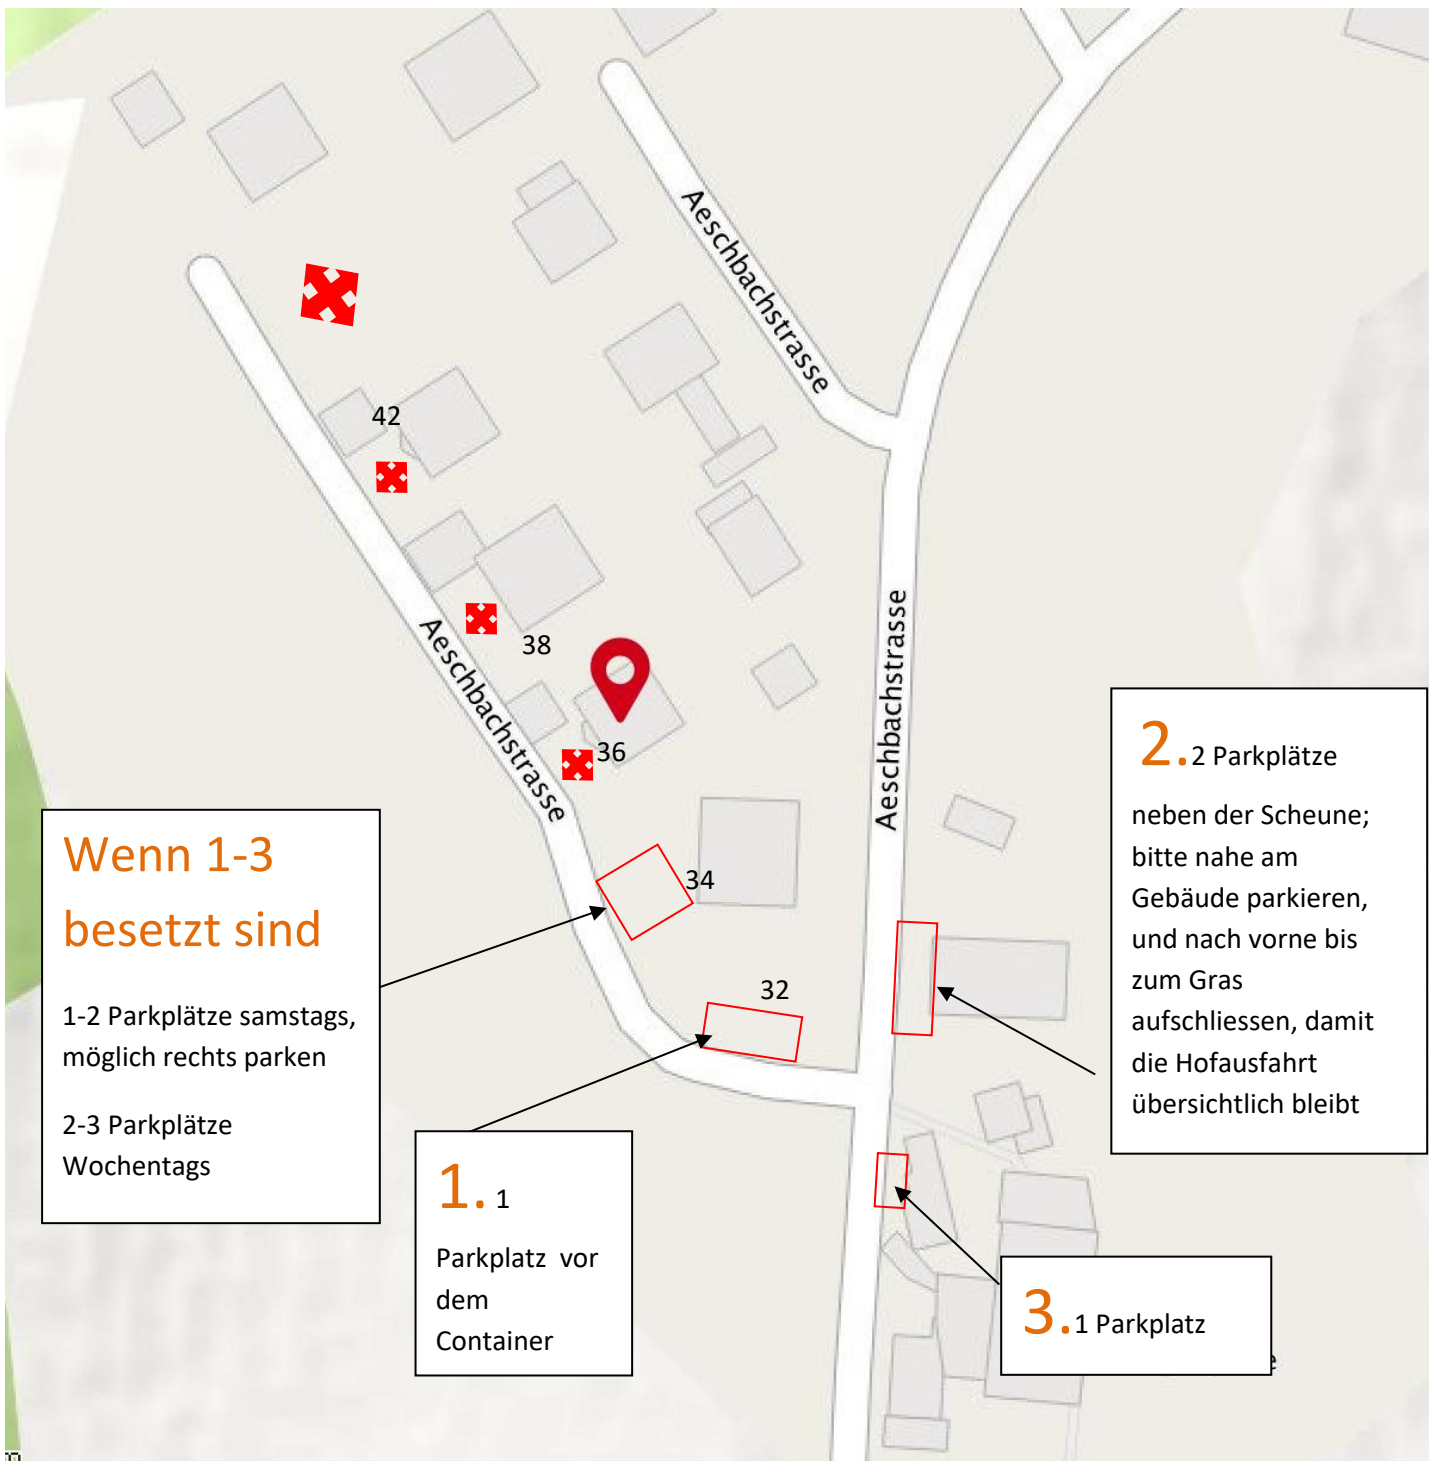 Aeschbachstrasse
42
38
Aeschbachstrasse
36
Aeschbachstrasse
34
32
2. 2 Parkplätze
neben der Scheune;
bitte nahe am
Gebäude parkieren,
und nach vorne bis
zum Gras
aufschliessen, damit
die Hofausfahrt
übersichtlich bleibt
Wenn 1-3
besetzt sind
1-2 Parkplätze samstags,
möglich rechts parken
2-3 Parkplätze
Wochentags
1. 1
Parkplatz vor
dem
Container
3. 1 Parkplatz